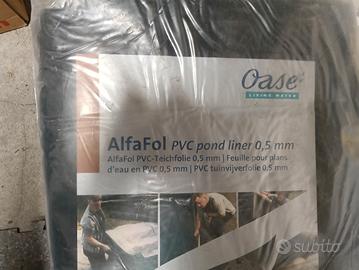 Oase
LIVING WATER
AlfaFol PVC pond liner 0,5 mm
AlfaFol PVC-Teichfolie 0,5 mm | Feuille pour plans
d'eau en PVC 0,5 mm | PVC tuinvijverfolie 0,5 mm
subito